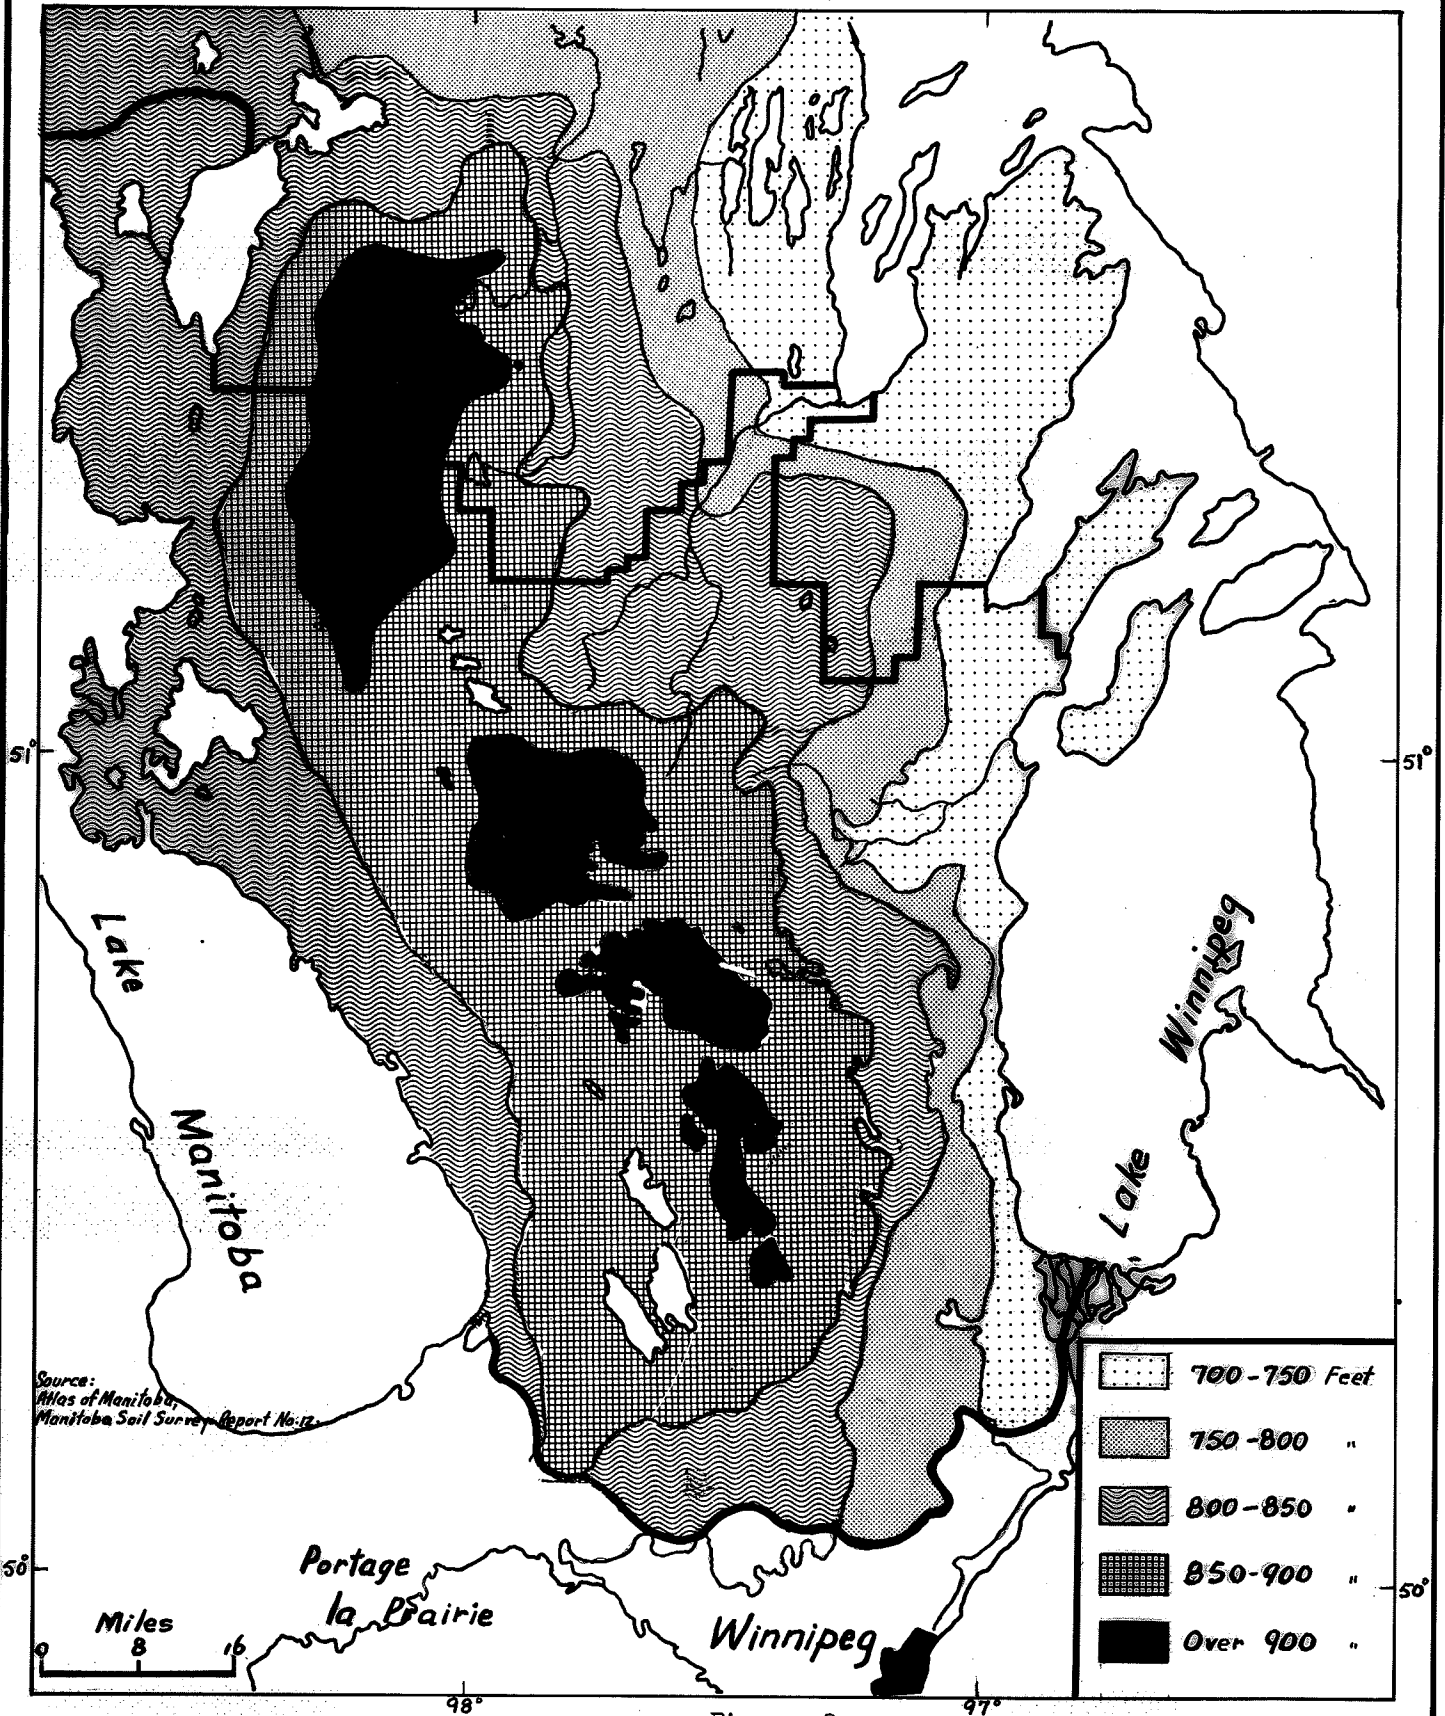 51°
51°
Lake
Manitoba
Lake
Winnipeg
Source:
Atlas of Manitoba,
Manitoba Soil Survey Report No.12.
700-750 Feet
750-800 "
800-850 "
850-900 "
Over 900 "
50°
50°
Portage
la Prairie
Winnipeg
Miles
0 8 16
98°
97°